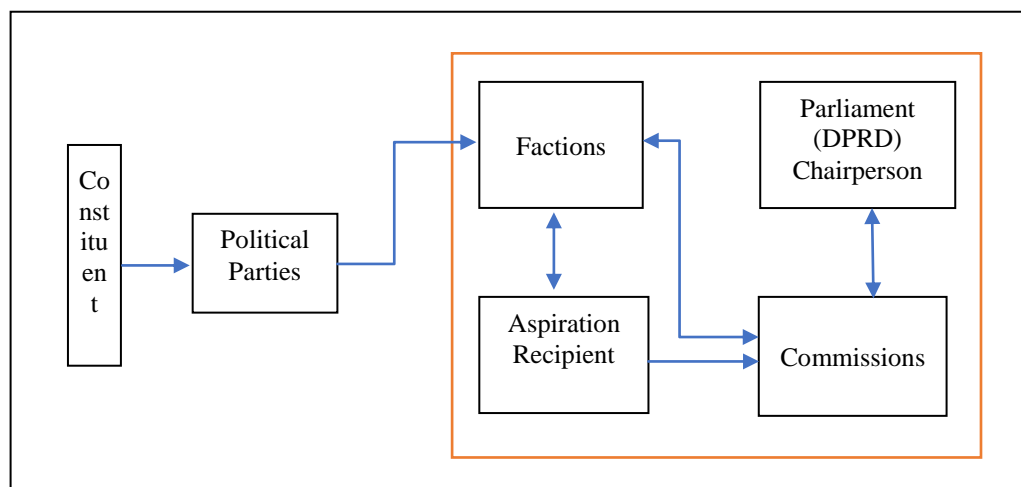 Co
nst
itu
en
t
Political
Parties
Factions
Aspiration
Recipient
Parliament
(DPRD)
Chairperson
Commissions